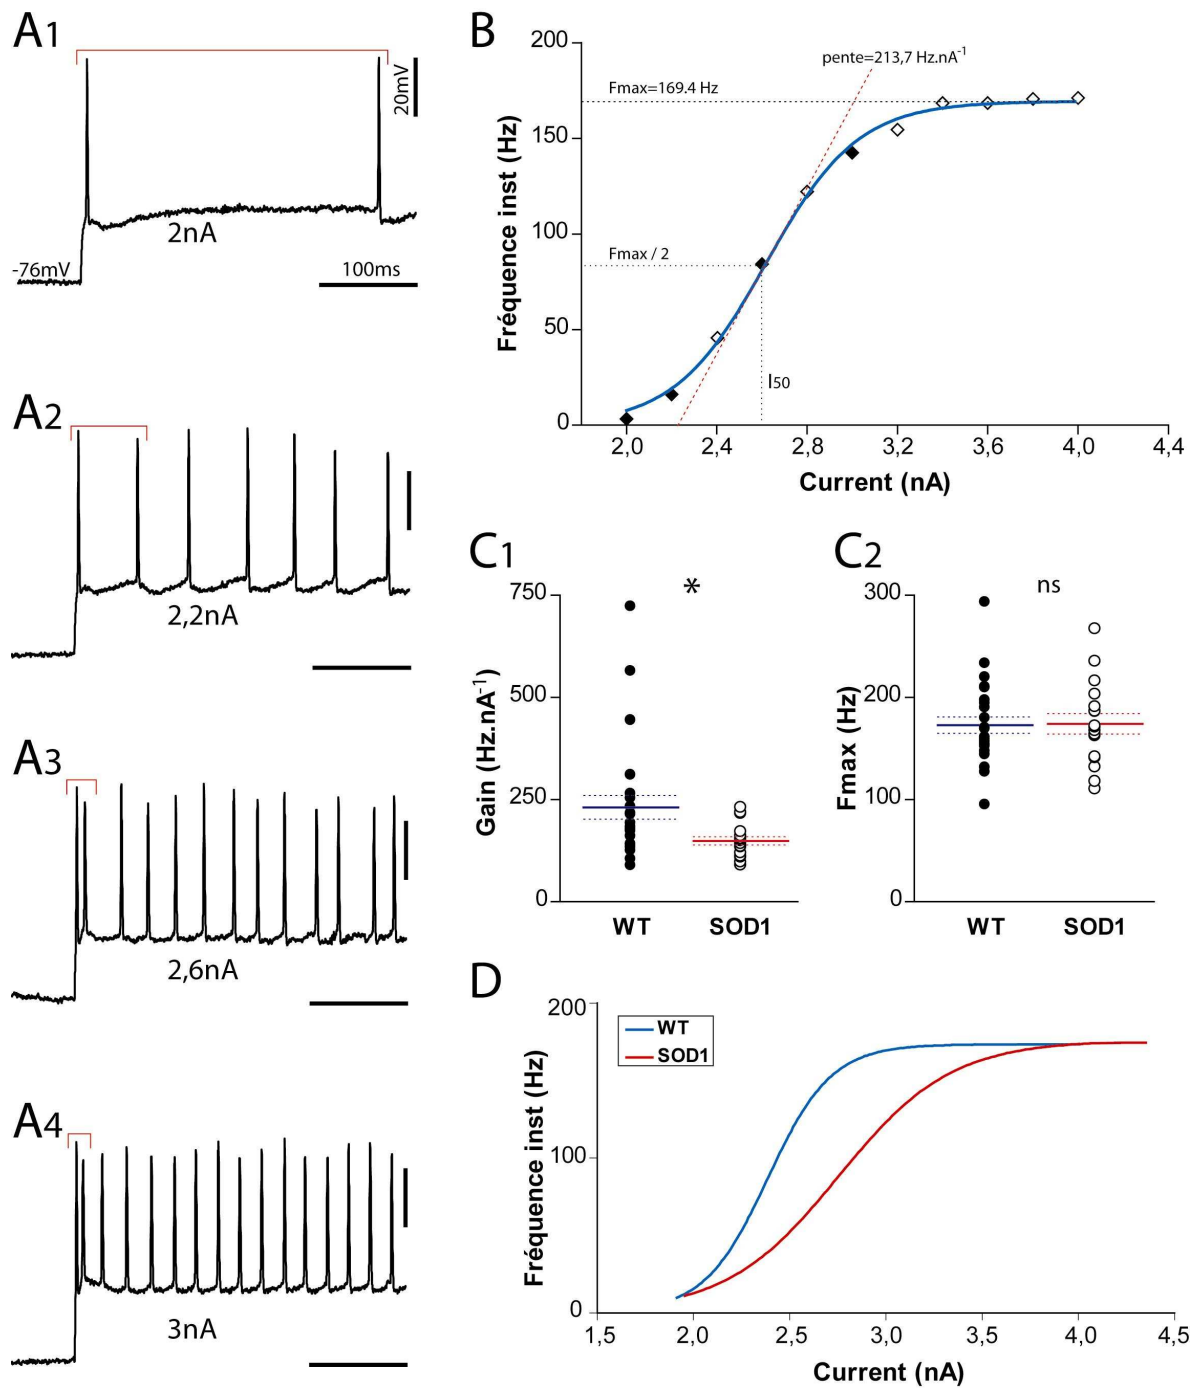 A1
20mV
2nA
-76mV
100ms
A2
2,2nA
A3
2,6nA
A4
3nA
B
200
150
100
50
0
Fréquence inst (Hz)
pente=213,7 Hz.nA⁻¹
Fmax=169.4 Hz
Fmax / 2
I50
2,0 2,4 2,8 3,2 3,6 4,0 4,4
Current (nA)
C1
*
750
500
250
0
Gain (Hz.nA⁻¹)
WT SOD1
C2
ns
300
200
100
0
Fmax (Hz)
WT SOD1
D
200
100
0
Fréquence inst (Hz)
WT
SOD1
1,5 2,0 2,5 3,0 3,5 4,0 4,5
Current (nA)